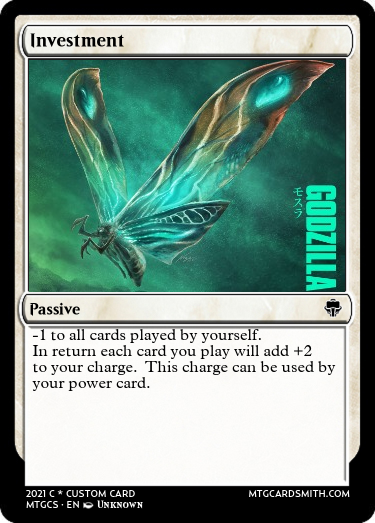 Investment
モスラ
GODZILLA
Passive
-1 to all cards played by yourself.
In return each card you play will add +2
to your charge. This charge can be used by
your power card.
2021 C * CUSTOM CARD
MTGCARDSMITH.COM
MTGCS • EN Unknown